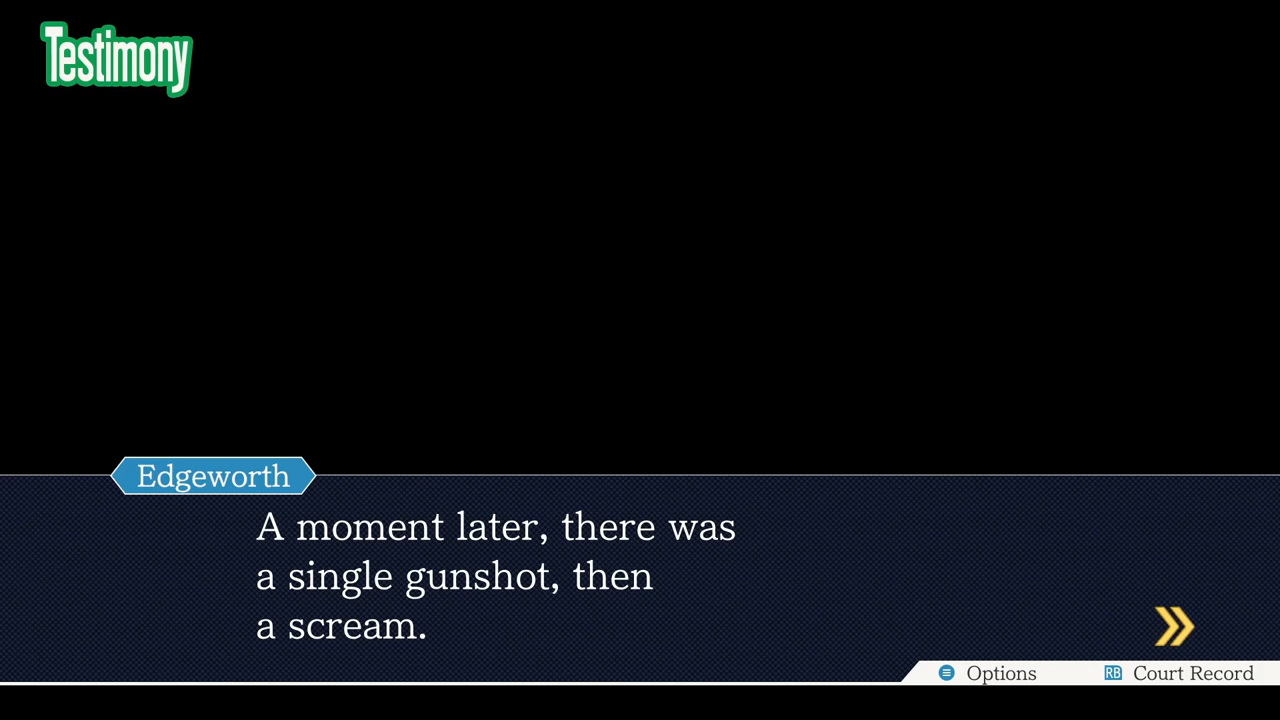 Testimony
Edgeworth
A moment later, there was
a single gunshot, then
a scream.
Options
RB Court Record